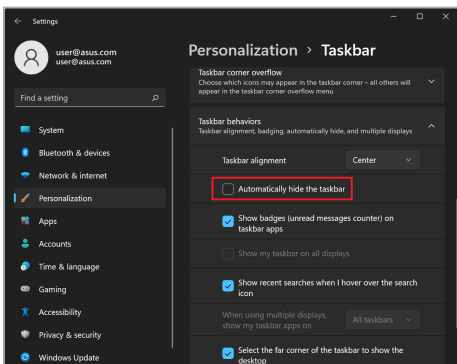 Settings
user@asus.com
user@asus.com
Find a setting
System
Bluetooth & devices
Network & internet
Personalization
Apps
Accounts
Time & language
Gaming
Accessibility
Privacy & security
Windows Update
Personalization > Taskbar
Taskbar corner overflow
Choose which icons may appear in the taskbar corner – all others will
appear in the taskbar corner overflow menu
Taskbar behaviors
Taskbar alignment, badging, automatically hide, and multiple displays
Taskbar alignment
Center
Automatically hide the taskbar
Show badges (unread messages counter) on
taskbar apps
Show my taskbar on all displays
Show recent searches when I hover over the search
icon
When using multiple displays,
show my taskbar apps on
All taskbars
Select the far corner of the taskbar to show the
desktop